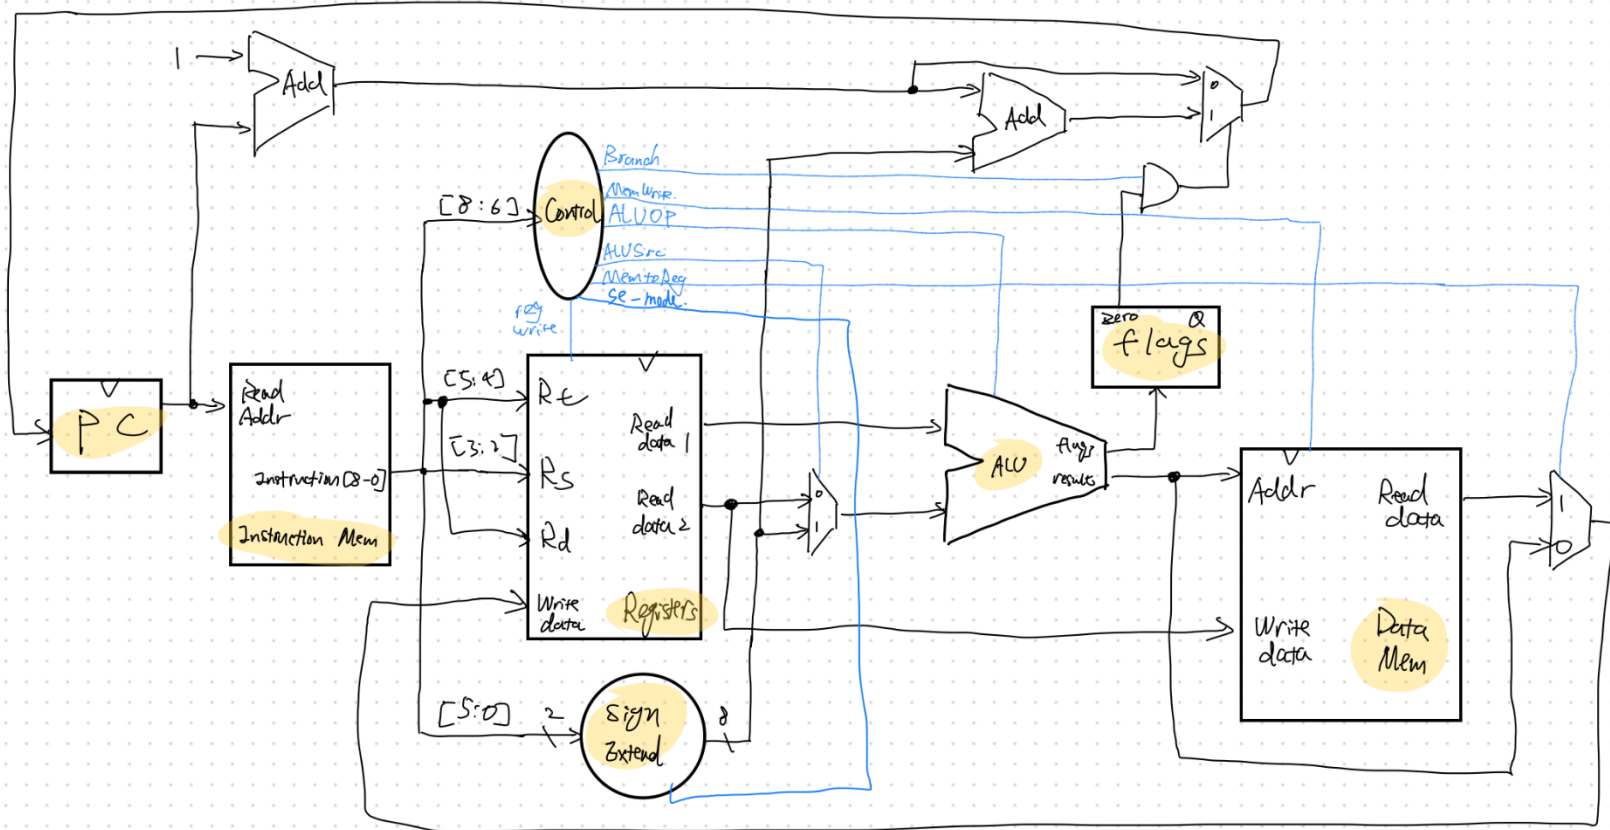 1
Add
Add
0
1
Branch
MemWrite.
ALUOP
ALUSrc
MemtoReg
se-mode.
[8:6]
Control
reg
write
zero
Q
flags
PC
Read
Addr
Instruction[8-0]
Instruction Mem
[5:4]
[3:2]
Rt
Rs
Rd
Write
data
Read
data 1
Read
data 2
Registers
0
1
ALU
flags
results
Addr
Read
data
Write
data
Data
Mem
1
0
[5:0]
2
Sign
Extend
8